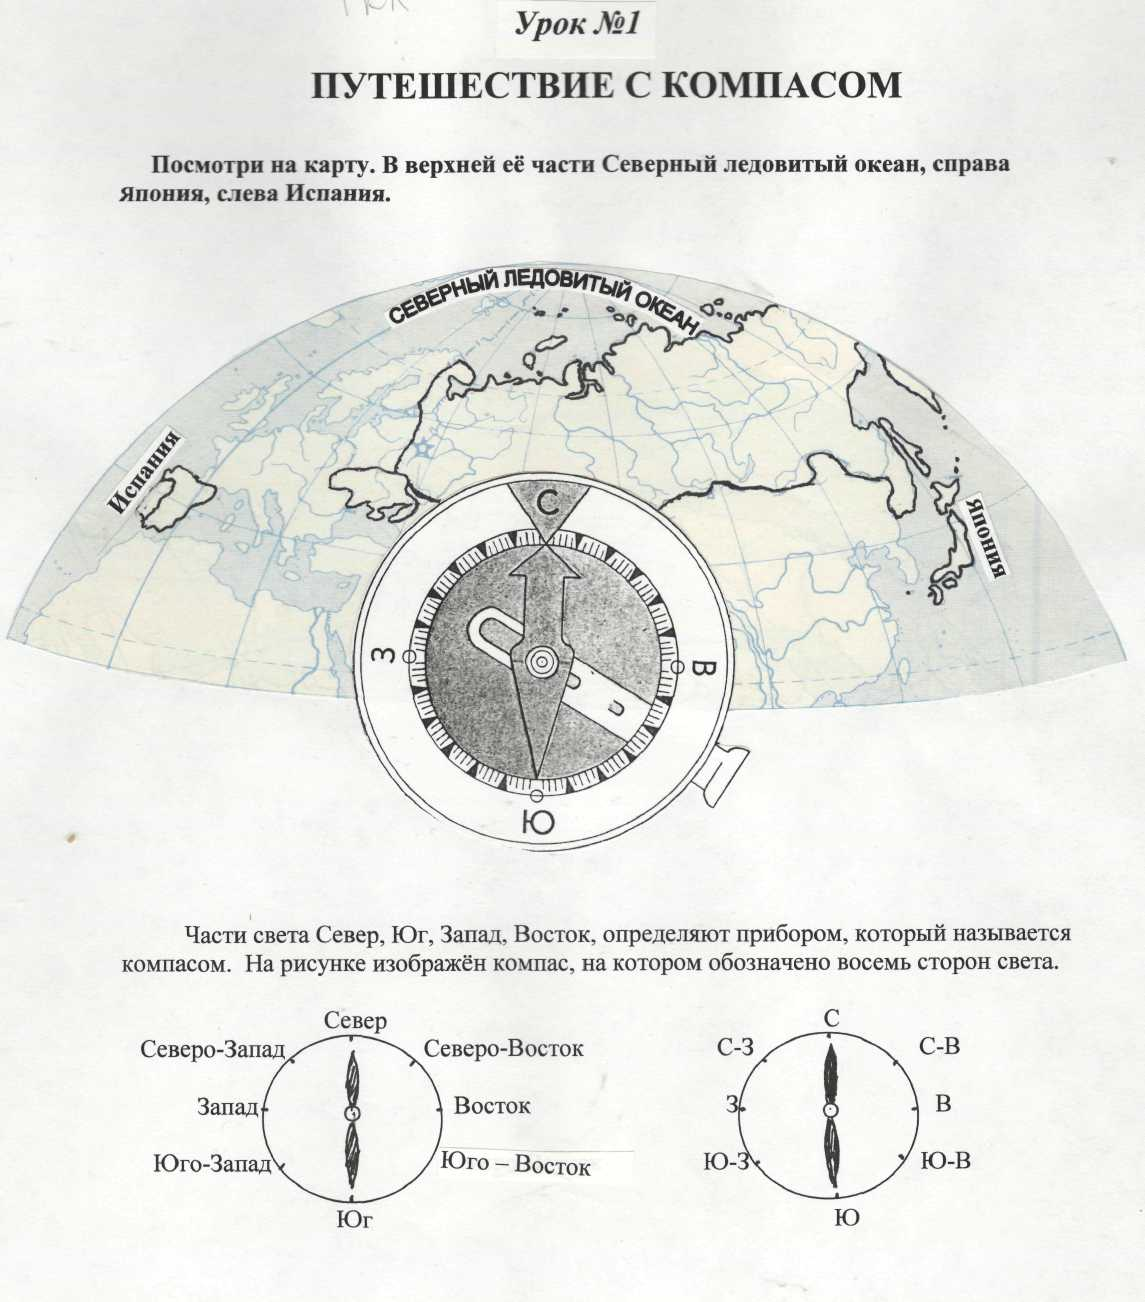 Урок №1
ПУТЕШЕСТВИЕ С КОМПАСОМ
Посмотри на карту. В верхней её части Северный ледовитый океан, справа
Япония, слева Испания.
СЕВЕРНЫЙ ЛЕДОВИТЫЙ ОКЕАН
Испания
Япония
С
З
В
Ю
Части света Север, Юг, Запад, Восток, определяют прибором, который называется
компасом. На рисунке изображён компас, на котором обозначено восемь сторон света.
Север
Северо-Запад
Северо-Восток
Запад
Восток
Юго-Запад
Юго – Восток
Юг
С
С-З
С-В
З
В
Ю-З
Ю-В
Ю